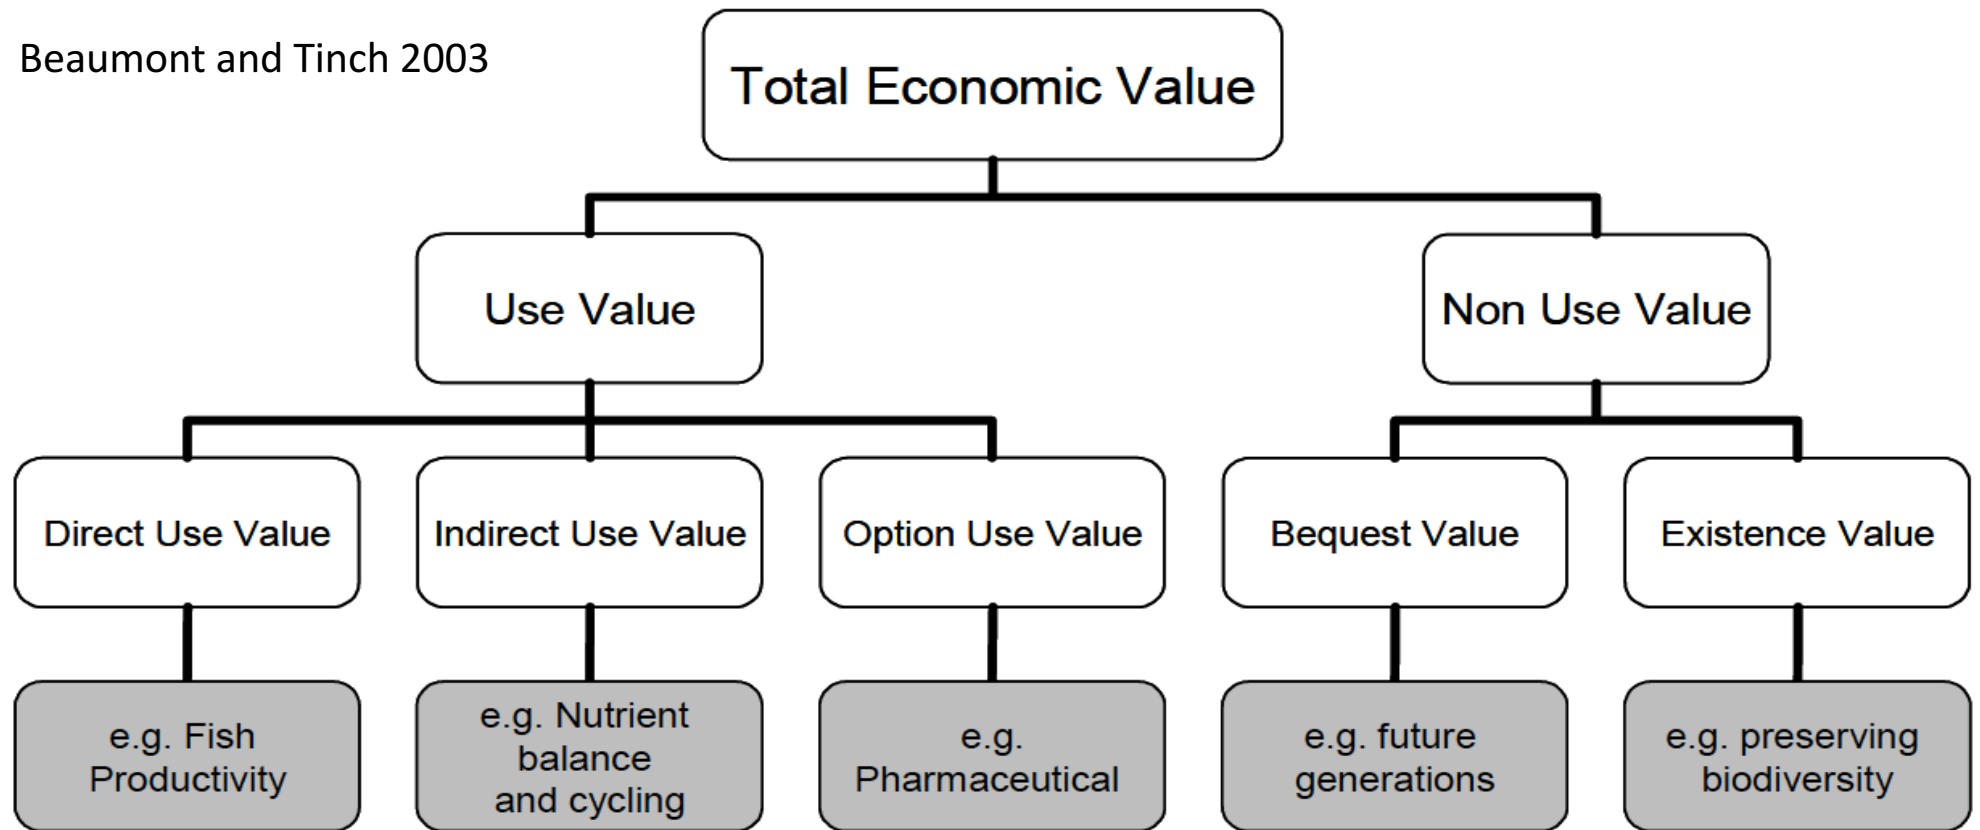 Beaumont and Tinch 2003
Total Economic Value
Use Value
Non Use Value
Direct Use Value
Indirect Use Value
Option Use Value
Bequest Value
Existence Value
e.g. Fish
Productivity
e.g. Nutrient
balance
and cycling
e.g.
Pharmaceutical
e.g. future
generations
e.g. preserving
biodiversity